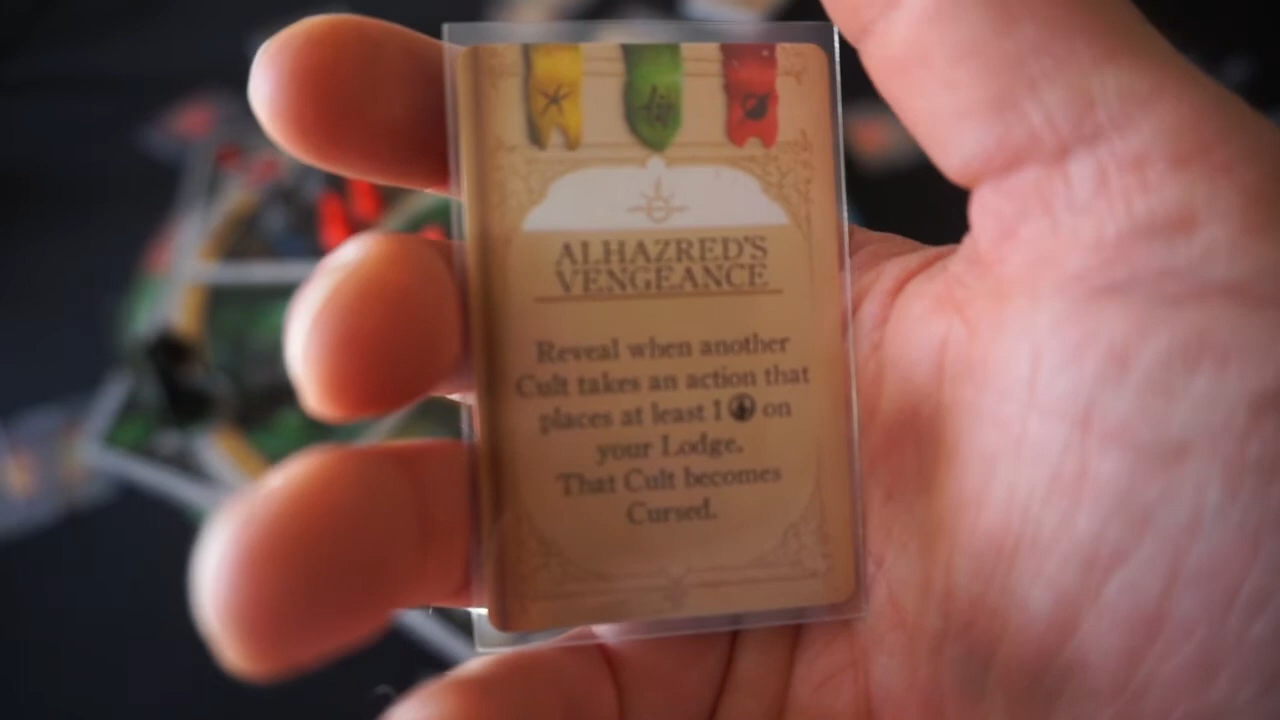 ALHAZRED'S
VENGEANCE
Reveal when another
Cult takes an action that
places at least 1 on
your Lodge.
That Cult becomes
Cursed.